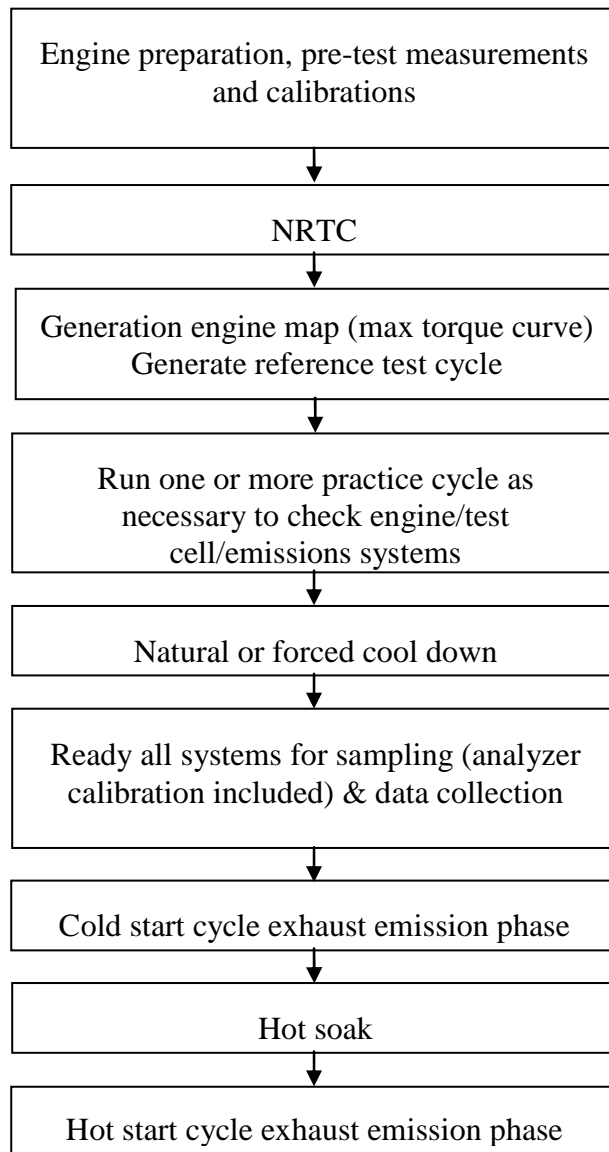 Engine preparation, pre-test measurements
and calibrations
NRTC
Generation engine map (max torque curve)
Generate reference test cycle
Run one or more practice cycle as
necessary to check engine/test
cell/emissions systems
Natural or forced cool down
Ready all systems for sampling (analyzer
calibration included) & data collection
Cold start cycle exhaust emission phase
Hot soak
Hot start cycle exhaust emission phase